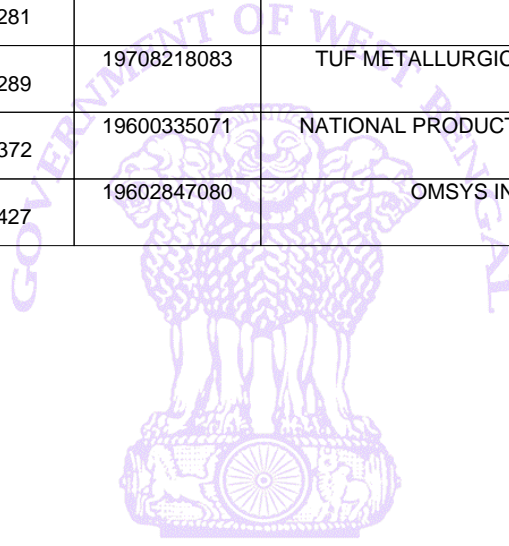 281
19708218083 TUF METALLURGIC
289
19600335071 NATIONAL PRODUCT
372
19602847080 OMSYS IN
427
GOVERNMENT OF WEST BENGAL